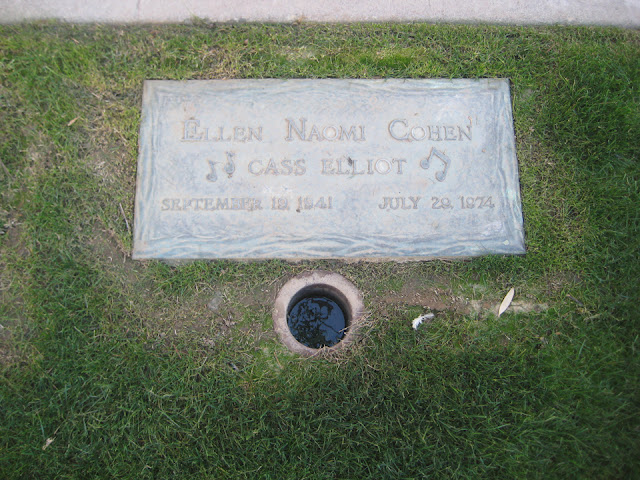 ELLEN NAOMI COHEN
CASS ELLIOT
SEPTEMBER 19, 1941 JULY 29, 1974